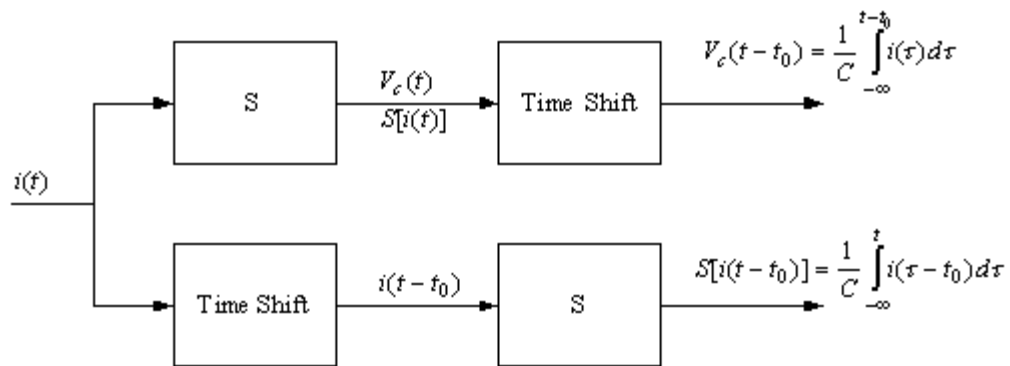 V_c(t − t_0) = 1/C ∫_{−∞}^{t−t_0} i(τ) dτ
S
V_c(t)
S[i(t)]
Time Shift
i(t)
Time Shift
i(t − t_0)
S
S[i(t − t_0)] = 1/C ∫_{−∞}^{t} i(τ − t_0) dτ